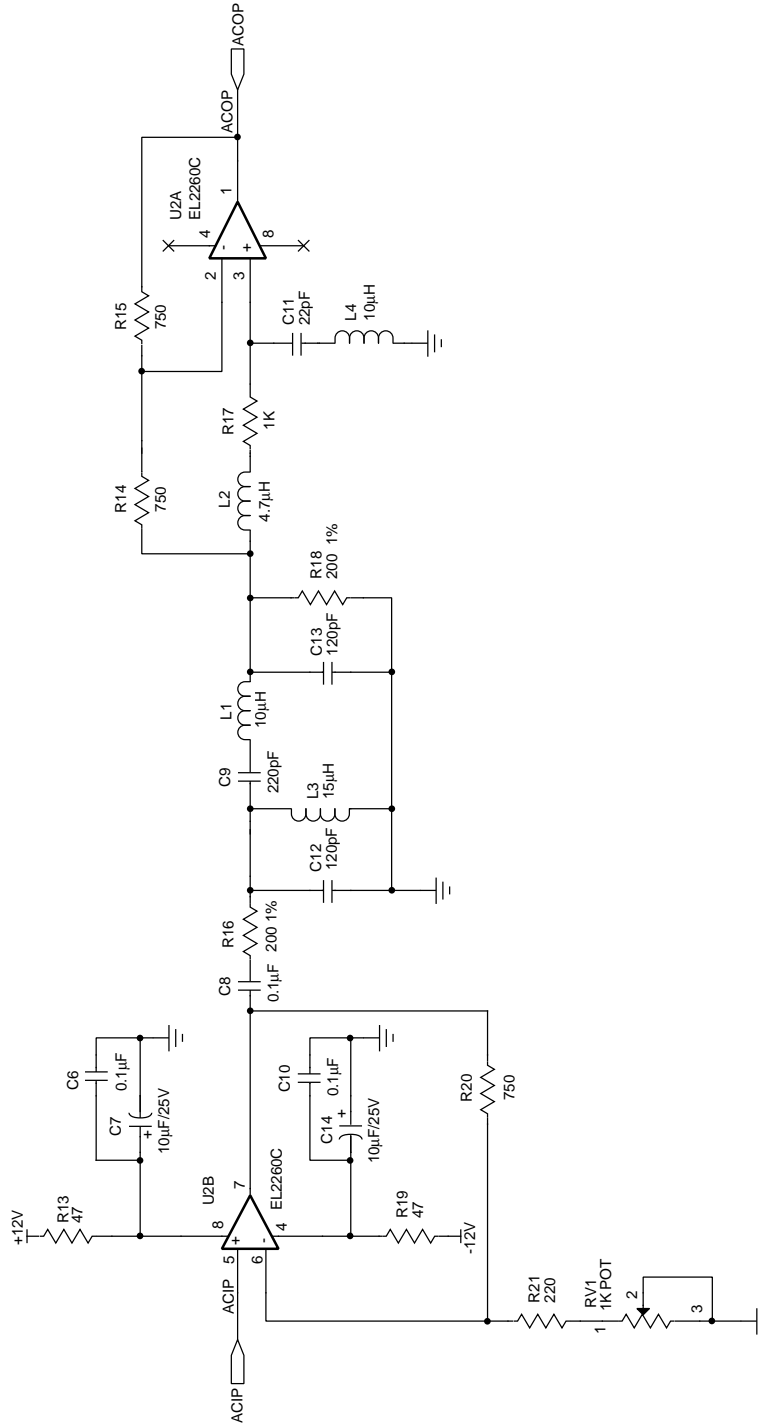 +12V
R13
47
C6
0.1μF
C7
+
10μF/25V
ACIP
ACIP
5
+
6
-
8
4
7
U2B
EL2260C
R19
47
-12V
C10
0.1μF
C14
+
10μF/25V
R20
750
R21
220
RV1
1K POT
1
2
3
C8
0.1μF
R16
200 1%
C12
120pF
L3
15μH
C9
220pF
L1
10μH
C13
120pF
R18
200 1%
R14
750
R15
750
L2
4.7μH
R17
1K
C11
22pF
L4
10μH
2
-
3
+
4
8
1
U2A
EL2260C
ACOP
ACOP